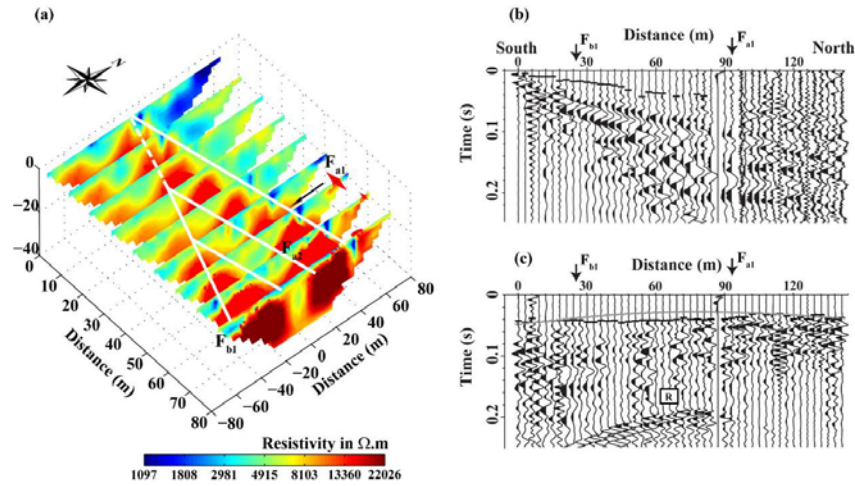 (a)
N
0
−20
−40
0
10
20
30
40
50
60
70
80
Distance (m)
−80
−60
−40
−20
0
20
40
60
80
Distance (m)
Fa1
Fa2
Fb1
Resistivity in Ω.m
1097 1808 2981 4915 8103 13360 22026
(b)
Fb1 Distance (m) Fa1
South North
0 30 60 90 120
Time (s)
0
0.1
0.2
(c)
Fb1 Distance (m) Fa1
0 30 60 90 120
Time (s)
0
0.1
0.2
R